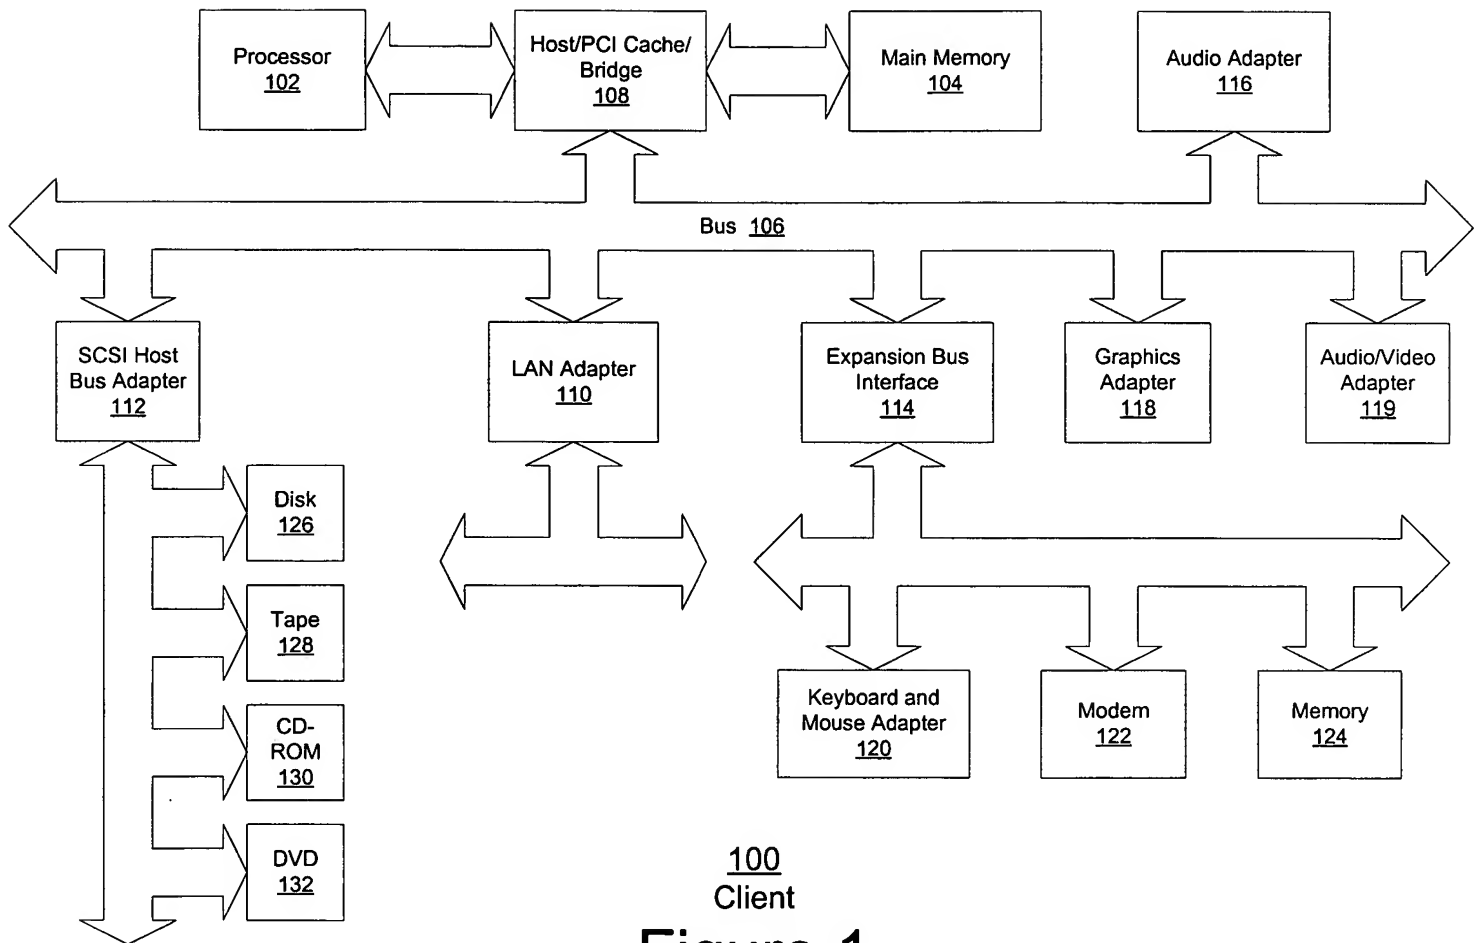 Processor
102
Host/PCI Cache/
Bridge
108
Main Memory
104
Audio Adapter
116
Bus 106
SCSI Host
Bus Adapter
112
LAN Adapter
110
Expansion Bus
Interface
114
Graphics
Adapter
118
Audio/Video
Adapter
119
Disk
126
Tape
128
CD-
ROM
130
DVD
132
Keyboard and
Mouse Adapter
120
Modem
122
Memory
124
100
Client
Figure 1